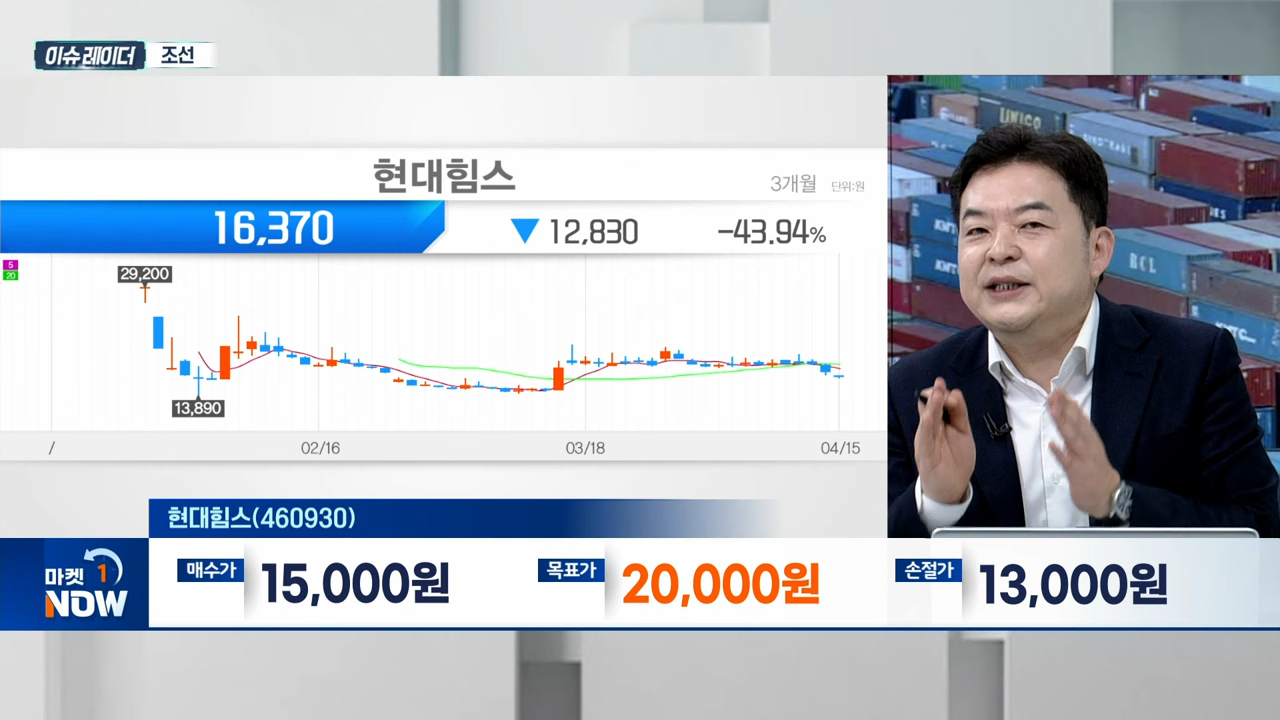 이슈레이더 조선
현대힘스
3개월 단위:원
16,370 ▼12,830 -43.94%
5
20
29,200
13,890
/ 02/16 03/18 04/15
현대힘스(460930)
마켓 1
NOW
매수가 15,000원 목표가 20,000원 손절가 13,000원
UNICO